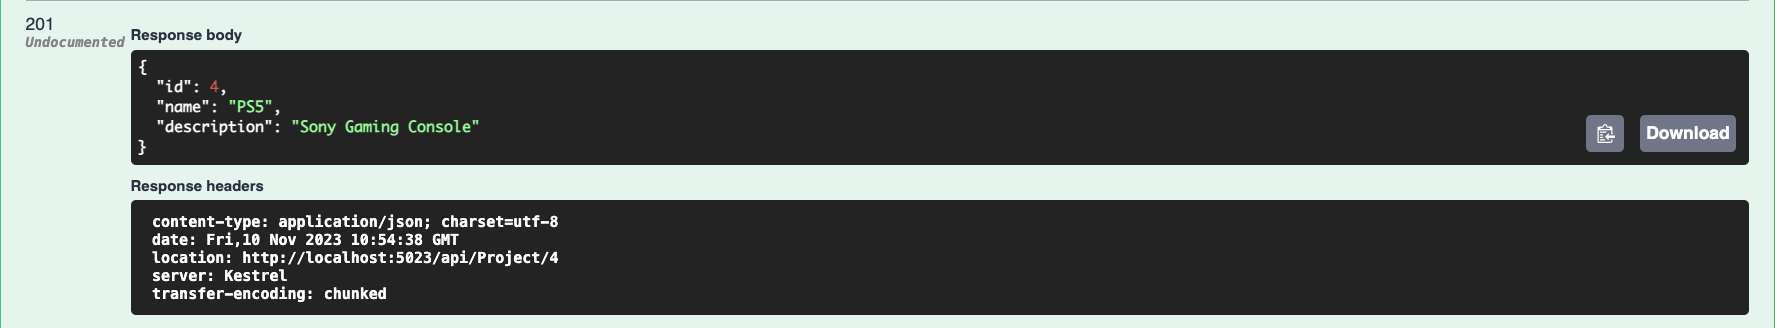 201
Undocumented
Response body
{
  "id": 4,
  "name": "PS5",
  "description": "Sony Gaming Console"
}
Download
Response headers
content-type: application/json; charset=utf-8
date: Fri,10 Nov 2023 10:54:38 GMT
location: http://localhost:5023/api/Project/4
server: Kestrel
transfer-encoding: chunked